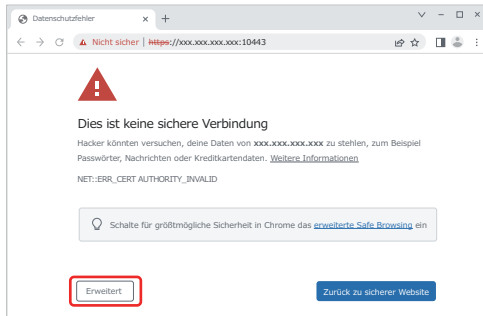 Datenschutzfehler
Nicht sicher | https://xxx.xxx.xxx.xxx:10443
Dies ist keine sichere Verbindung
Hacker könnten versuchen, deine Daten von xxx.xxx.xxx.xxx zu stehlen, zum Beispiel
Passwörter, Nachrichten oder Kreditkartendaten. Weitere Informationen
NET::ERR_CERT AUTHORITY_INVALID
Schalte für größtmögliche Sicherheit in Chrome das erweiterte Safe Browsing ein
Erweitert
Zurück zu sicherer Website